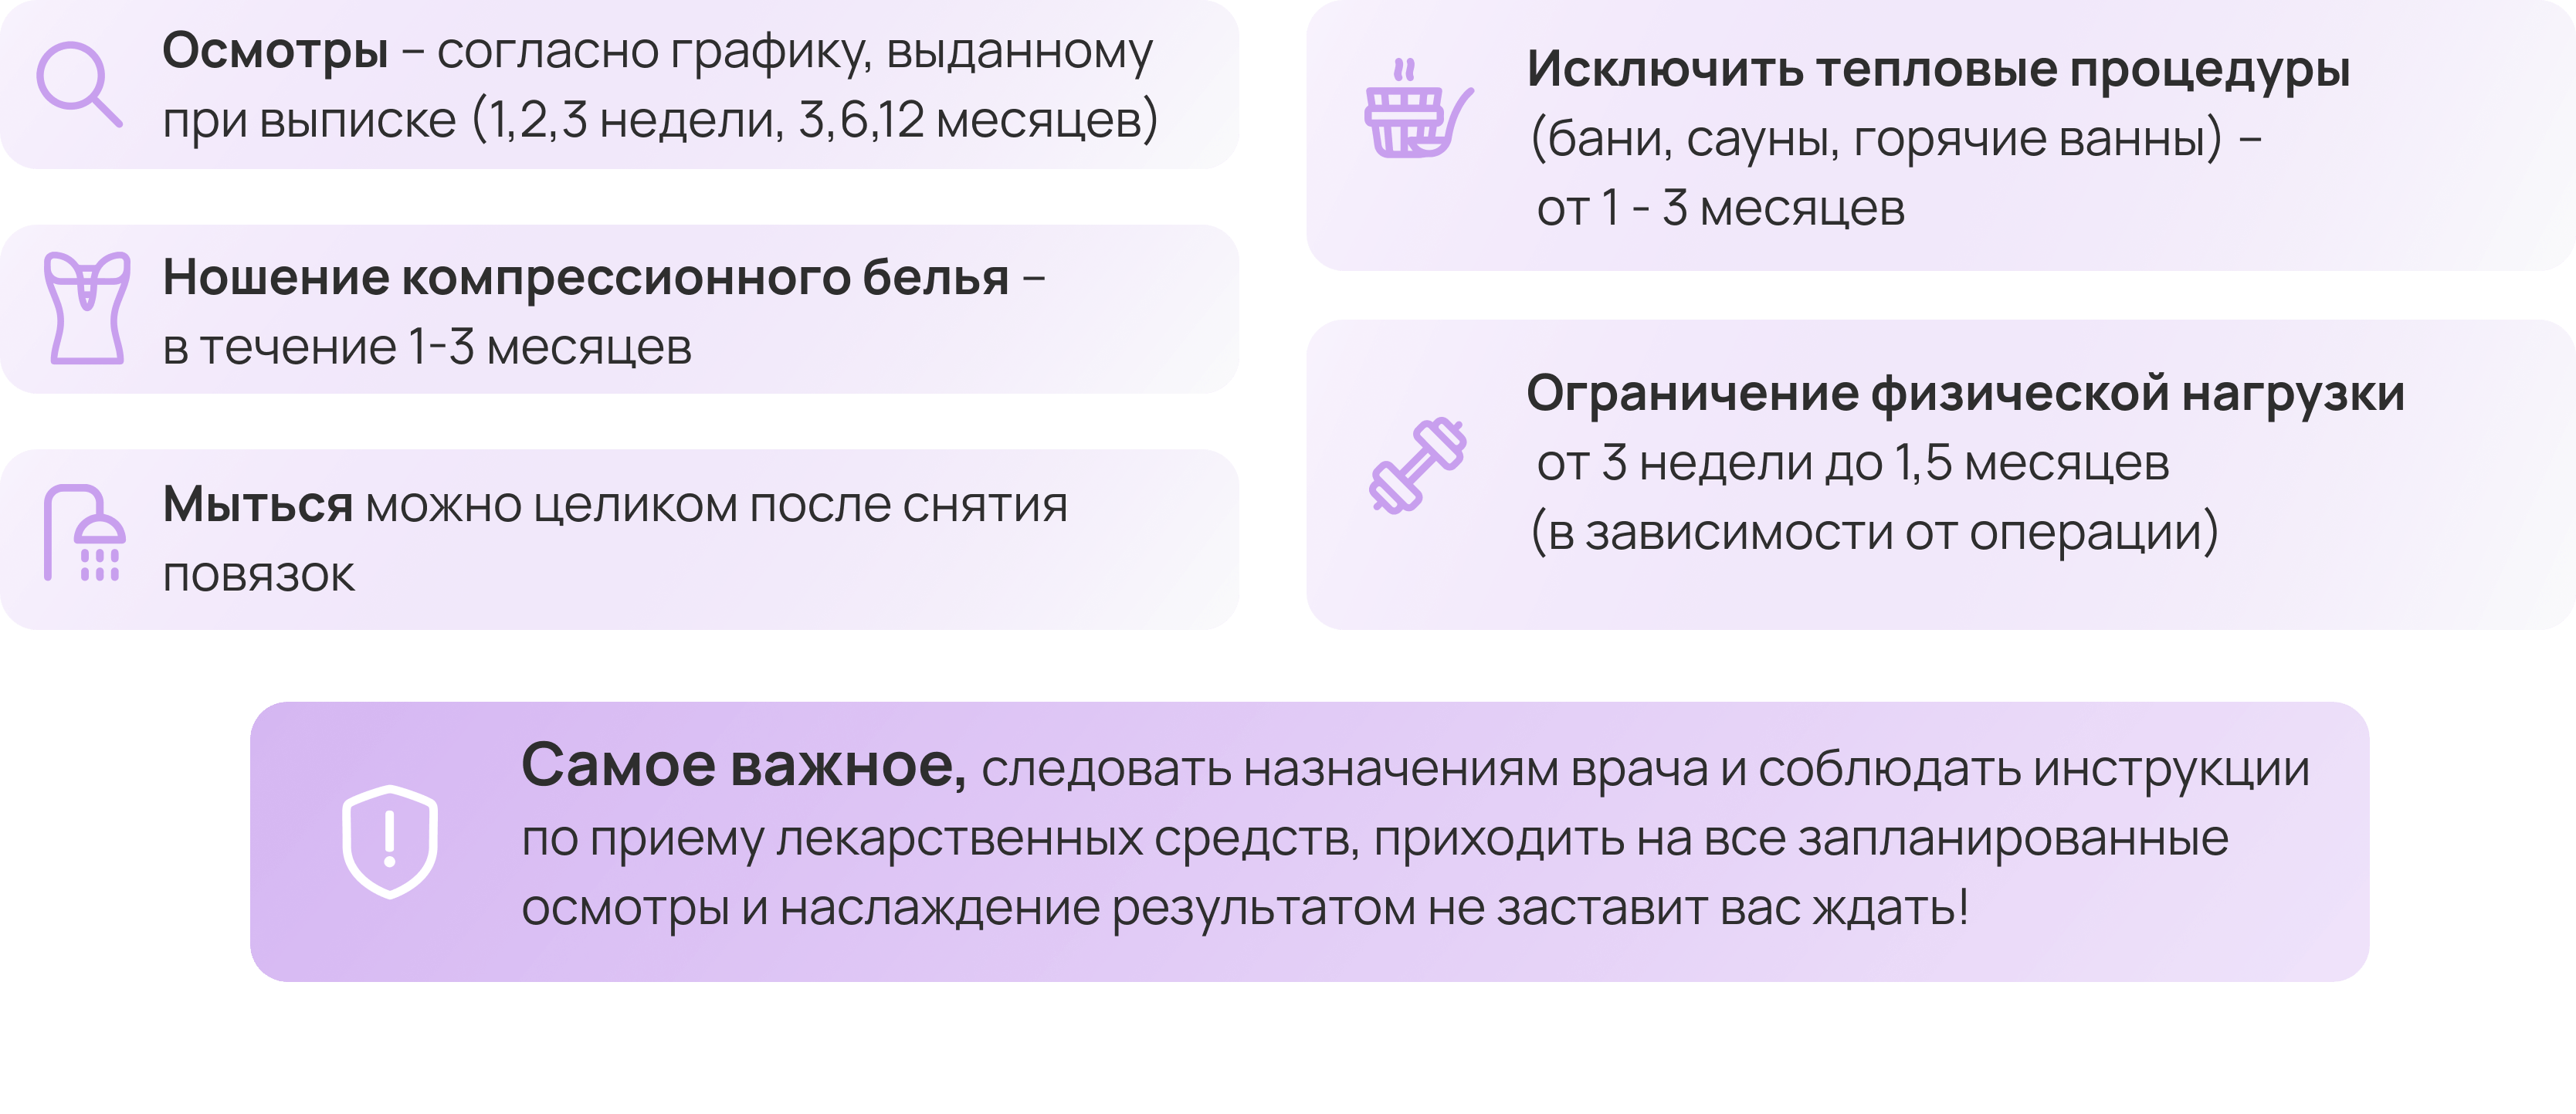 Осмотры – согласно графику, выданному
при выписке (1,2,3 недели, 3,6,12 месяцев)
Ношение компрессионного белья –
в течение 1-3 месяцев
Мыться можно целиком после снятия
повязок
Исключить тепловые процедуры
(бани, сауны, горячие ванны) –
от 1 - 3 месяцев
Ограничение физической нагрузки
от 3 недели до 1,5 месяцев
(в зависимости от операции)
Самое важное, следовать назначениям врача и соблюдать инструкции
по приему лекарственных средств, приходить на все запланированные
осмотры и наслаждение результатом не заставит вас ждать!